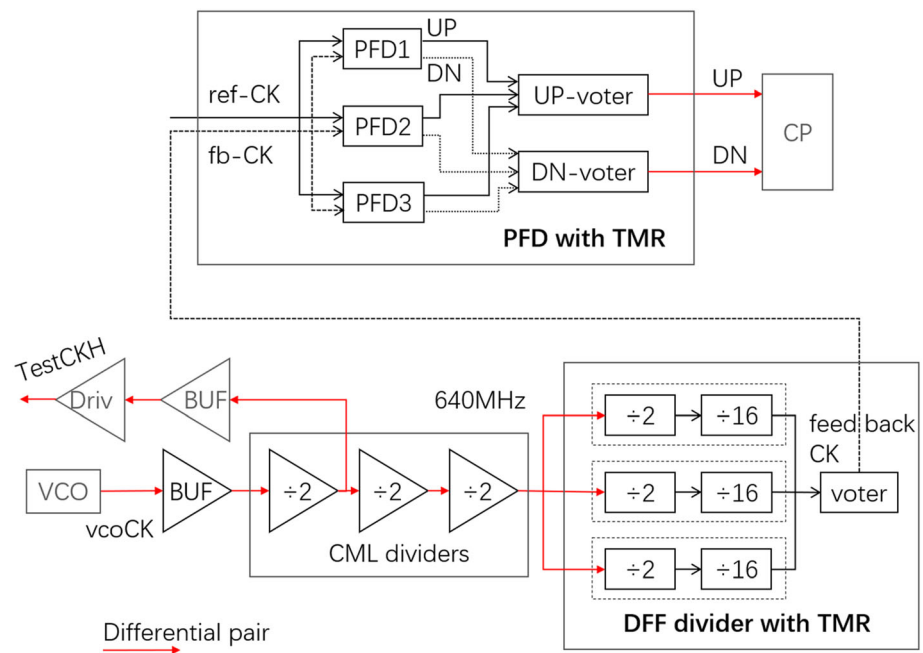 UP
PFD1
DN
ref-CK
UP-voter
UP
PFD2
CP
fb-CK
DN
DN-voter
PFD3
PFD with TMR
TestCKH
Driv
BUF
640MHz
÷2
÷16
feed back
CK
VCO
BUF
÷2
÷2
÷2
÷2
÷16
voter
vcoCK
CML dividers
÷2
÷16
DFF divider with TMR
Differential pair